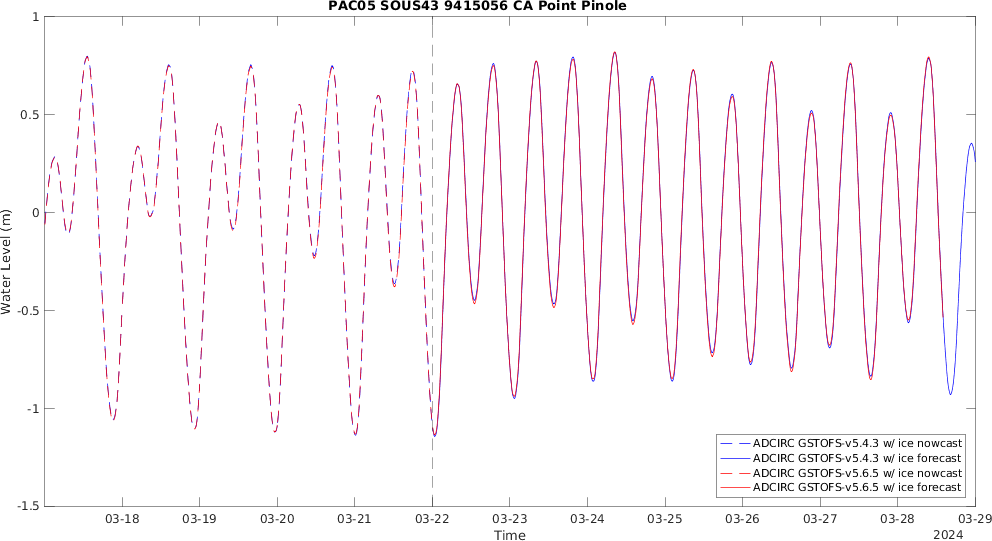 PAC05 SOUS43 9415056 CA Point Pinole
1
0.5
0
-0.5
-1
-1.5
Water Level (m)
03-18 03-19 03-20 03-21 03-22 03-23 03-24 03-25 03-26 03-27 03-28 03-29
Time
2024
ADCIRC GSTOFS-v5.4.3 w/ ice nowcast
ADCIRC GSTOFS-v5.4.3 w/ ice forecast
ADCIRC GSTOFS-v5.6.5 w/ ice nowcast
ADCIRC GSTOFS-v5.6.5 w/ ice forecast